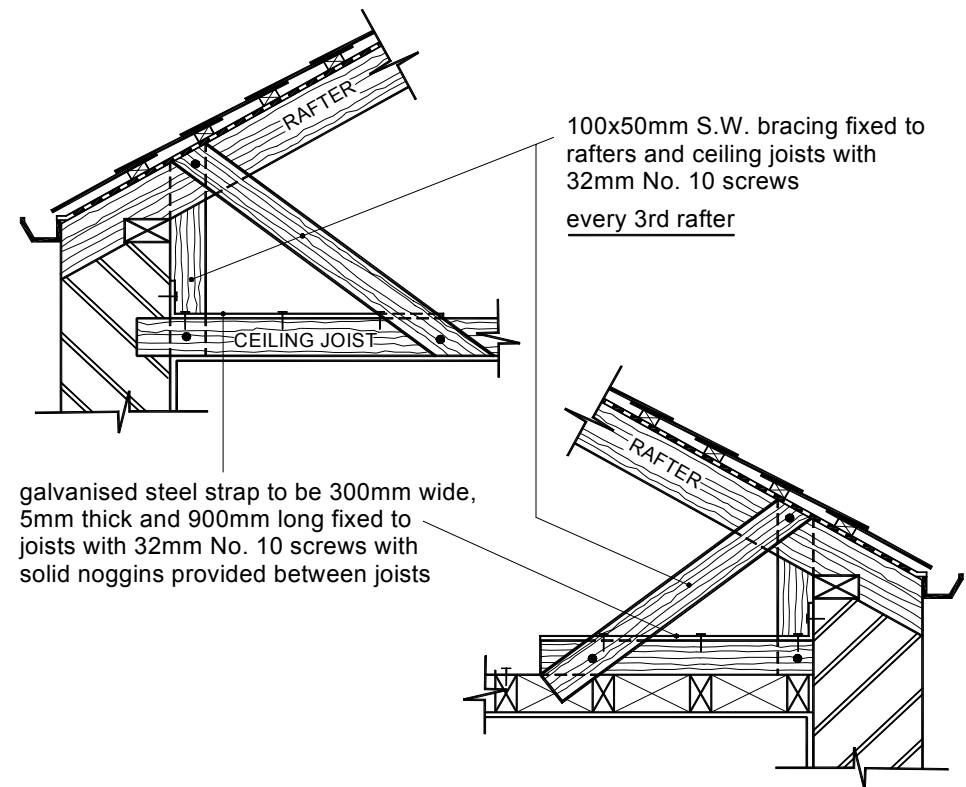 RAFTER
100x50mm S.W. bracing fixed to
rafters and ceiling joists with
32mm No. 10 screws
every 3rd rafter
CEILING JOIST
RAFTER
galvanised steel strap to be 300mm wide,
5mm thick and 900mm long fixed to
joists with 32mm No. 10 screws with
solid noggins provided between joists